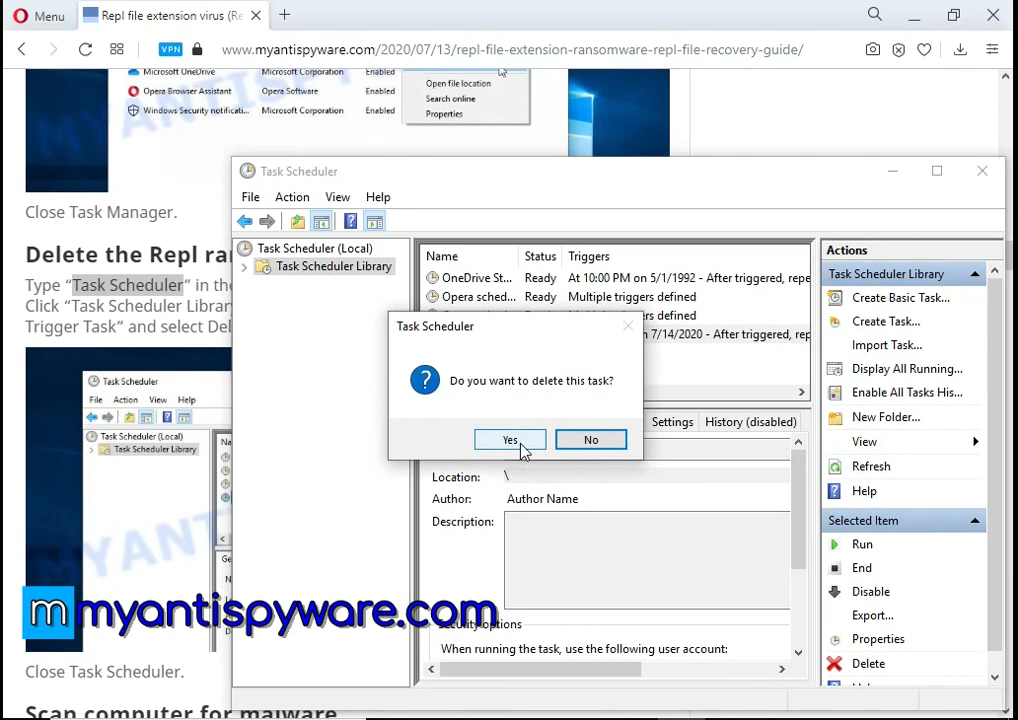 Menu
Repl file extension virus (Re
VPN
www.myantispyware.com/2020/07/13/repl-file-extension-ransomware-repl-file-recovery-guide/
Microsoft OneDrive Microsoft Corporation Enabled
Opera Browser Assistant Opera Software Enabled
Windows Security notificati... Microsoft Corporation Enabled
Open file location
Search online
Properties
Close Task Manager.
Delete the Repl ra
Type “Task Scheduler” in the
Click “Task Scheduler Library
Trigger Task” and select Del
Task Scheduler
File Action View Help
Task Scheduler (Local)
Task Scheduler Library
Close Task Scheduler.
Scan computer for malware
Task Scheduler
File Action View Help
Task Scheduler (Local)
Task Scheduler Library
Name Status Triggers
OneDrive St... Ready At 10:00 PM on 5/1/1992 - After triggered, repe
Opera sched... Ready Multiple triggers defined
Multiple triggers defined
n 7/14/2020 - After triggered, rep
Task Scheduler
Do you want to delete this task?
Yes No
Settings History (disabled)
Location: \
Author: Author Name
Description:
Security options
When running the task, use the following user account:
Actions
Task Scheduler Library
Create Basic Task...
Create Task...
Import Task...
Display All Running...
Enable All Tasks His...
New Folder...
View
Refresh
Help
Selected Item
Run
End
Disable
Export...
Properties
Delete
m myantispyware.com